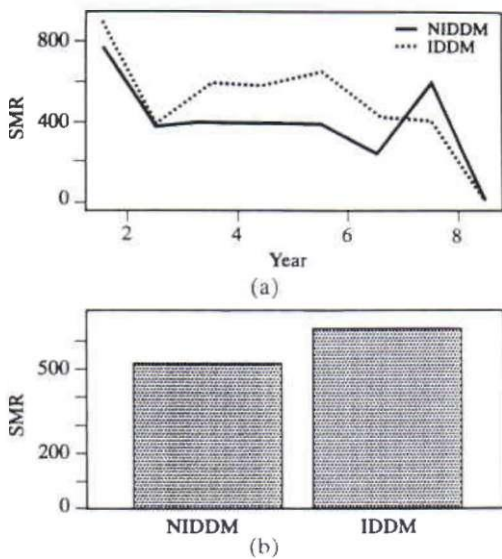 800
400
0
SMR
NIDDM
IDDM
2 4 6 8
Year
(a)
500
200
0
SMR
NIDDM IDDM
(b)